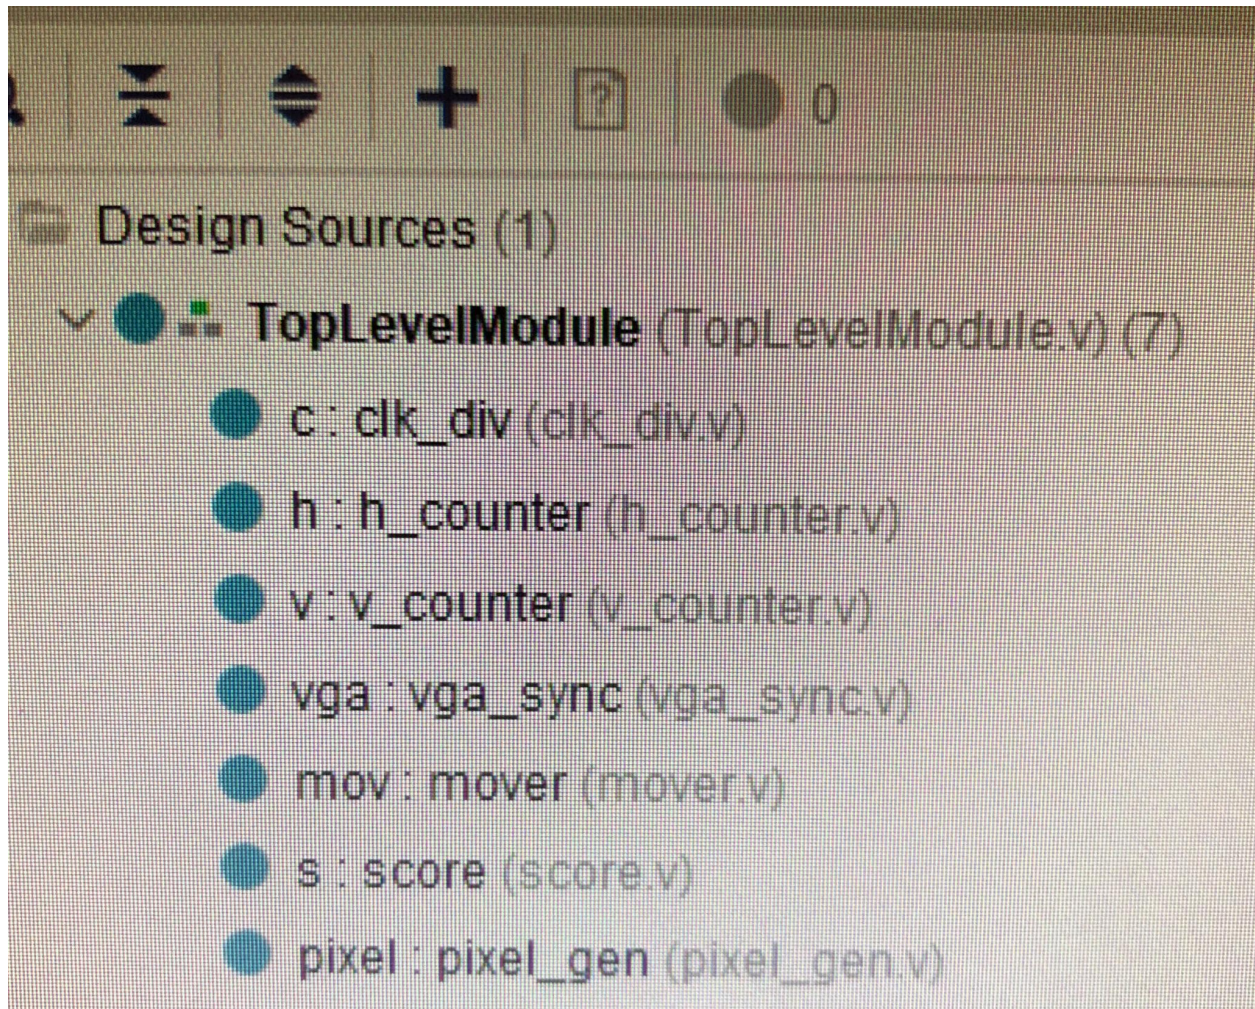 ? 0
Design Sources (1)
TopLevelModule (TopLevelModule.v) (7)
c : clk_div (clk_div.v)
h : h_counter (h_counter.v)
v : v_counter (v_counter.v)
vga : vga_sync (vga_sync.v)
mov : mover (mover.v)
s : score (score.v)
pixel : pixel_gen (pixel_gen.v)